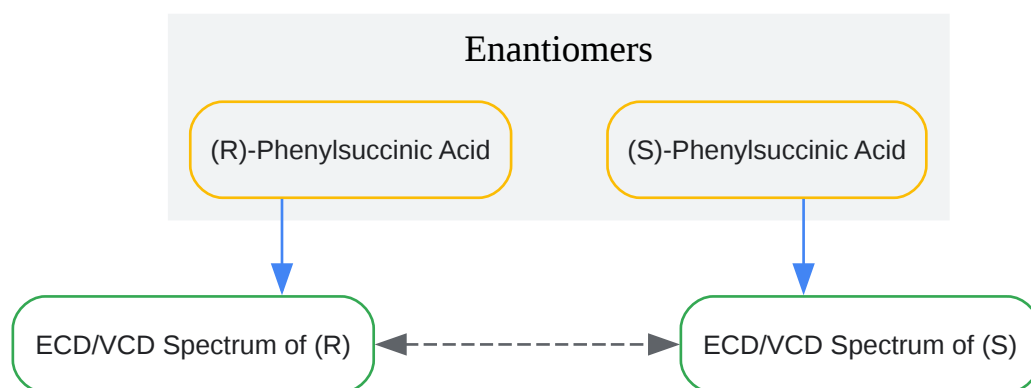 Enantiomers
(R)-Phenylsuccinic Acid
(S)-Phenylsuccinic Acid
ECD/VCD Spectrum of (R)
ECD/VCD Spectrum of (S)